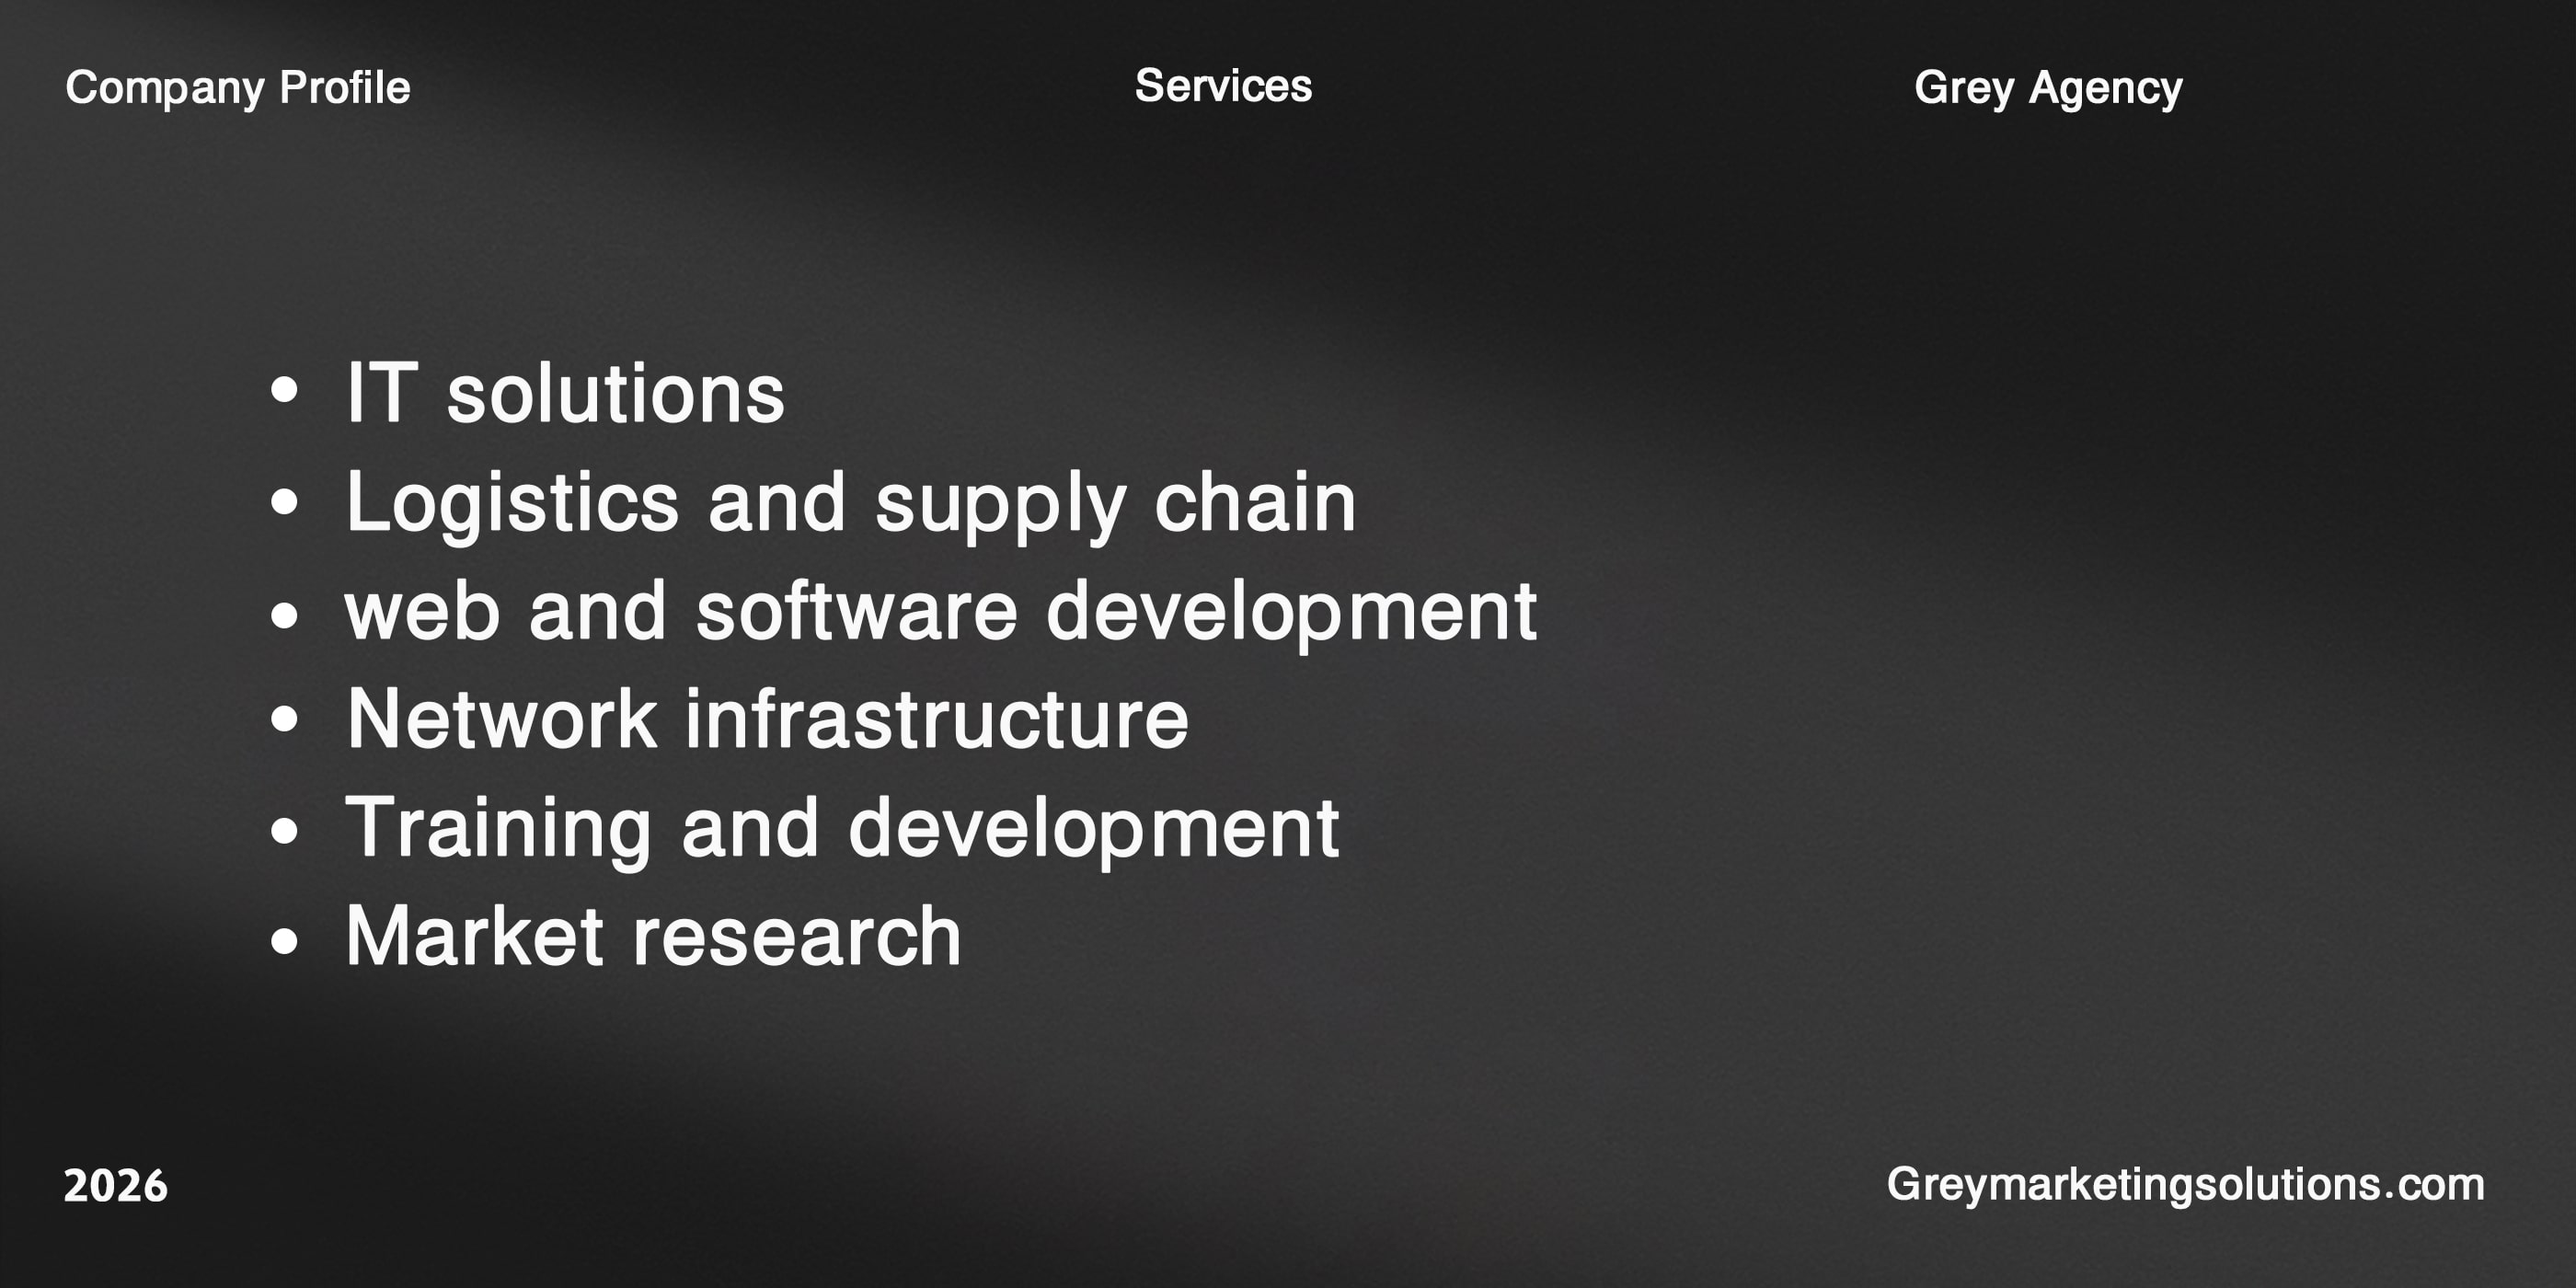 Company Profile
Services
Grey Agency
• IT solutions
• Logistics and supply chain
• web and software development
• Network infrastructure
• Training and development
• Market research
2026
Greymarketingsolutions.com